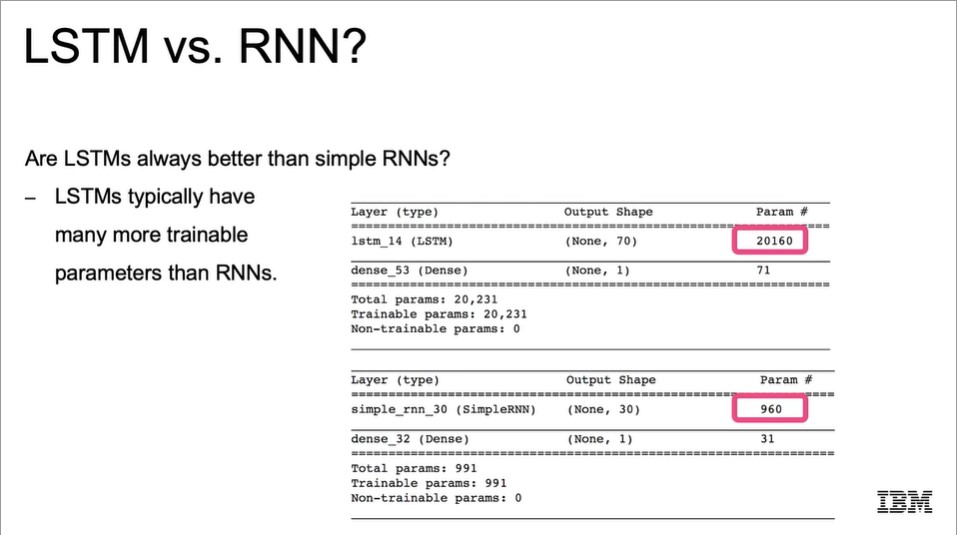 LSTM vs. RNN?
Are LSTMs always better than simple RNNs?
– LSTMs typically have
many more trainable
parameters than RNNs.
Layer (type) Output Shape Param #
lstm_14 (LSTM) (None, 70) 20160
dense_53 (Dense) (None, 1) 71
Total params: 20,231
Trainable params: 20,231
Non-trainable params: 0
Layer (type) Output Shape Param #
simple_rnn_30 (SimpleRNN) (None, 30) 960
dense_32 (Dense) (None, 1) 31
Total params: 991
Trainable params: 991
Non-trainable params: 0
IBM